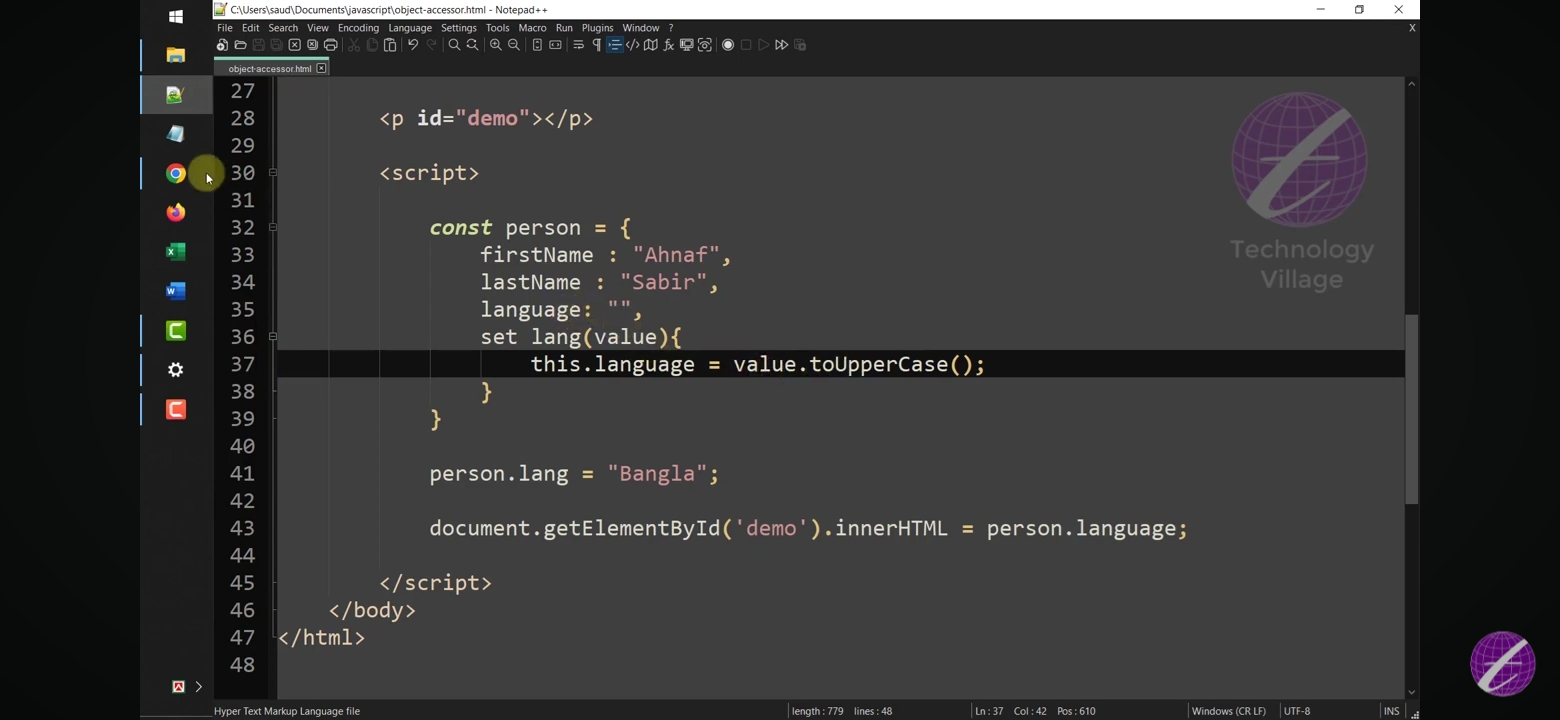 C:\Users\saud\Documents\javascript\object-accessor.html - Notepad++
File Edit Search View Encoding Language Settings Tools Macro Run Plugins Window ? X
object-accessor.html
27
28 <p id="demo"></p>
29
30 <script>
31
32 const person = {
33 firstName : "Ahnaf",
34 lastName : "Sabir",
35 language: "",
36 set lang(value){
37 this.language = value.toUpperCase();
38 }
39 }
40
41 person.lang = "Bangla";
42
43 document.getElementById('demo').innerHTML = person.language;
44
45 </script>
46 </body>
47 </html>
48
Technology
Village
Hyper Text Markup Language file length : 779 lines : 48 Ln : 37 Col : 42 Pos : 610 Windows (CR LF) UTF-8 INS